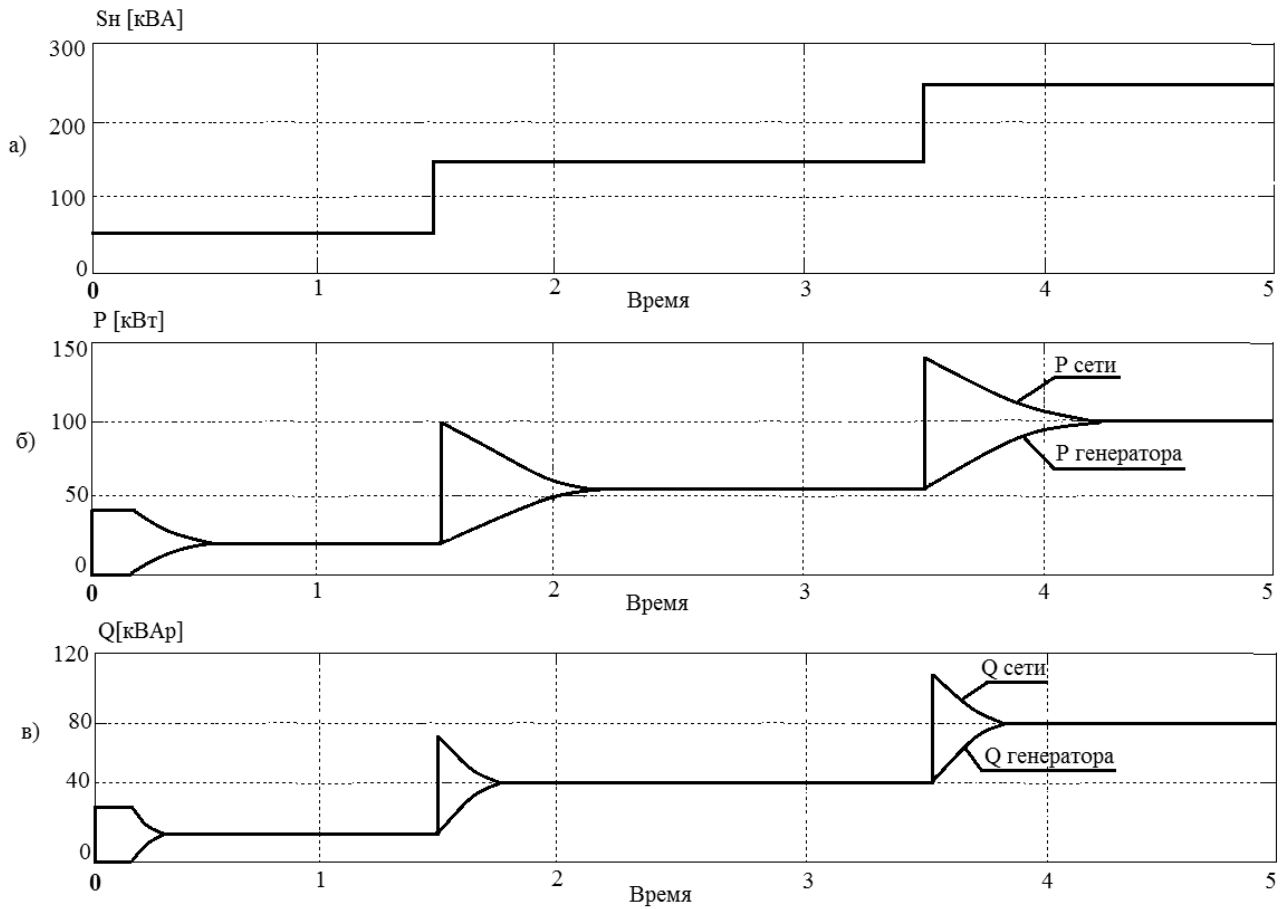 Sн [кВА]
300
200
100
0
а)
0 1 2 3 4 5
Время
P [кВт]
150
100
50
0
б)
P сети
P генератора
0 1 2 3 4 5
Время
Q[кВАр]
120
80
40
0
в)
Q сети
Q генератора
0 1 2 3 4 5
Время